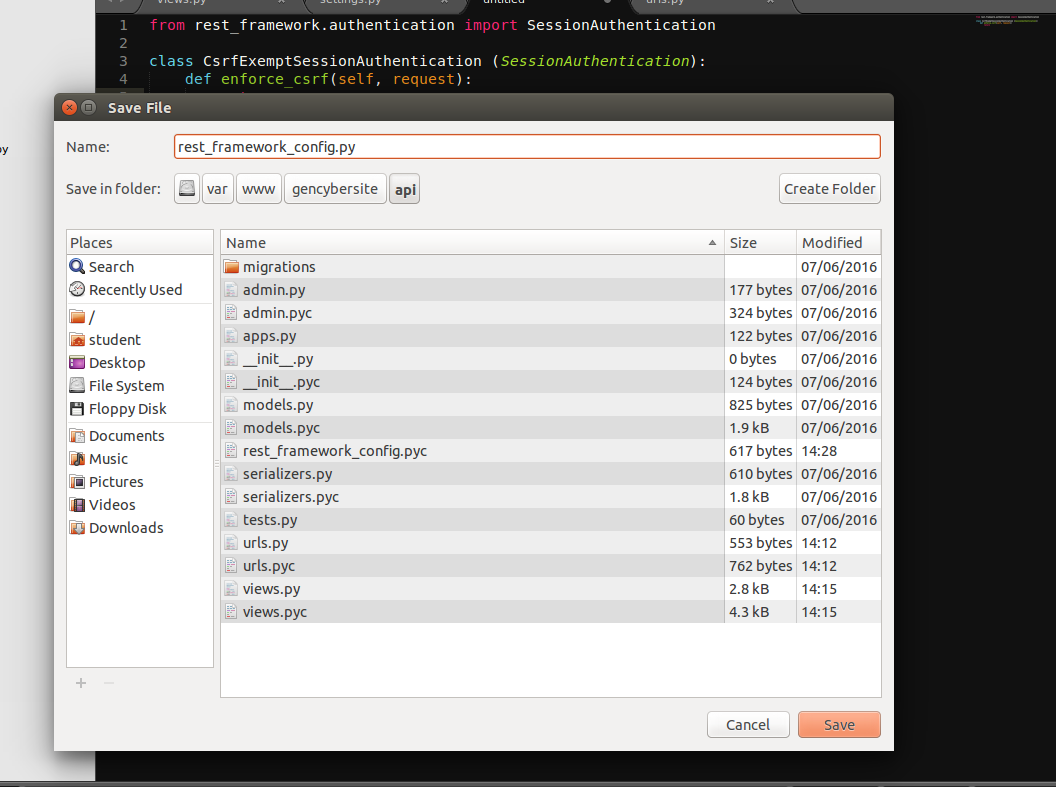 views.py settings.py untitled urls.py
1 from rest_framework.authentication import SessionAuthentication
2
3 class CsrfExemptSessionAuthentication (SessionAuthentication):
4 def enforce_csrf(self, request):
Save File
py
Name: rest_framework_config.py
Save in folder: var www gencybersite api Create Folder
Places
Search
Recently Used
/
student
Desktop
File System
Floppy Disk
Documents
Music
Pictures
Videos
Downloads
Name Size Modified
migrations 07/06/2016
admin.py 177 bytes 07/06/2016
admin.pyc 324 bytes 07/06/2016
apps.py 122 bytes 07/06/2016
__init__.py 0 bytes 07/06/2016
__init__.pyc 124 bytes 07/06/2016
models.py 825 bytes 07/06/2016
models.pyc 1.9 kB 07/06/2016
rest_framework_config.pyc 617 bytes 14:28
serializers.py 610 bytes 07/06/2016
serializers.pyc 1.8 kB 07/06/2016
tests.py 60 bytes 07/06/2016
urls.py 553 bytes 14:12
urls.pyc 762 bytes 14:12
views.py 2.8 kB 14:15
views.pyc 4.3 kB 14:15
Cancel Save